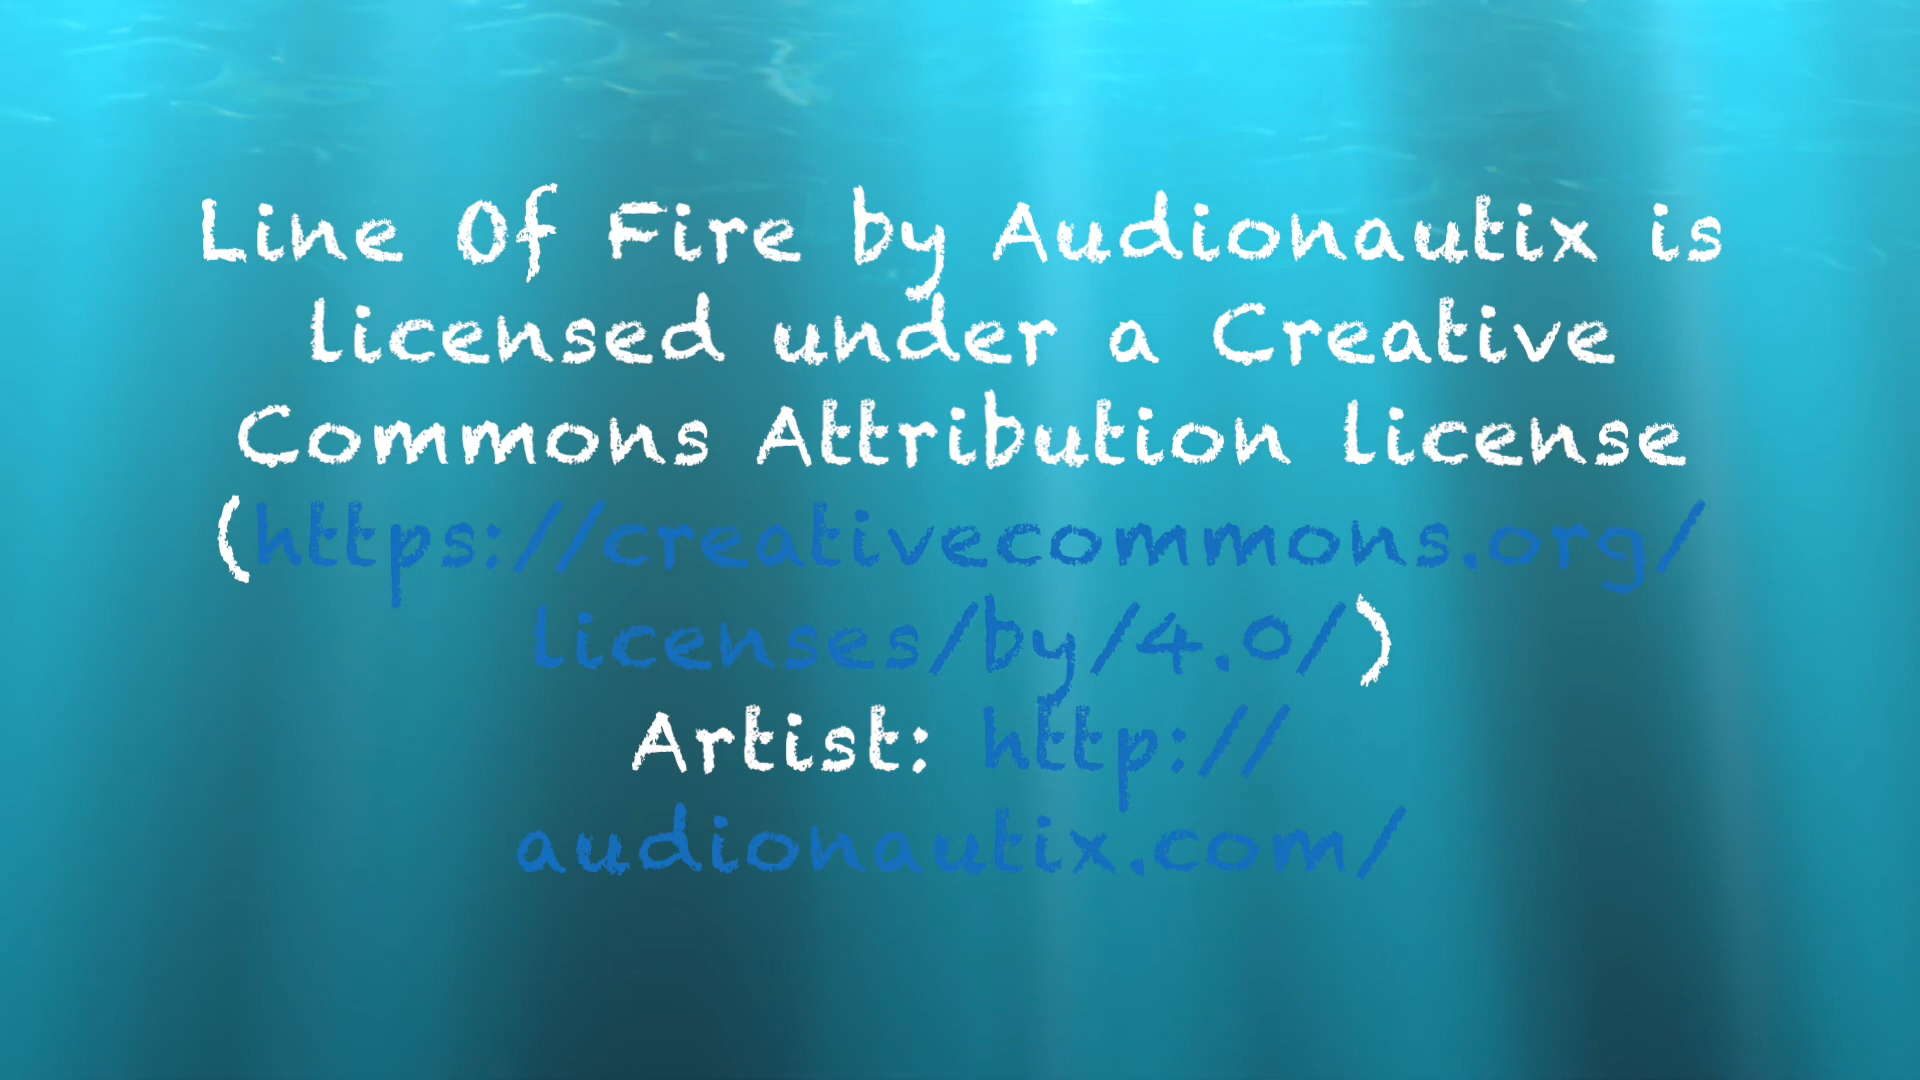 Line Of Fire by Audionautix is
licensed under a Creative
Commons Attribution license
(https://creativecommons.org/
licenses/by/4.0/)
Artist: http://
audionautix.com/